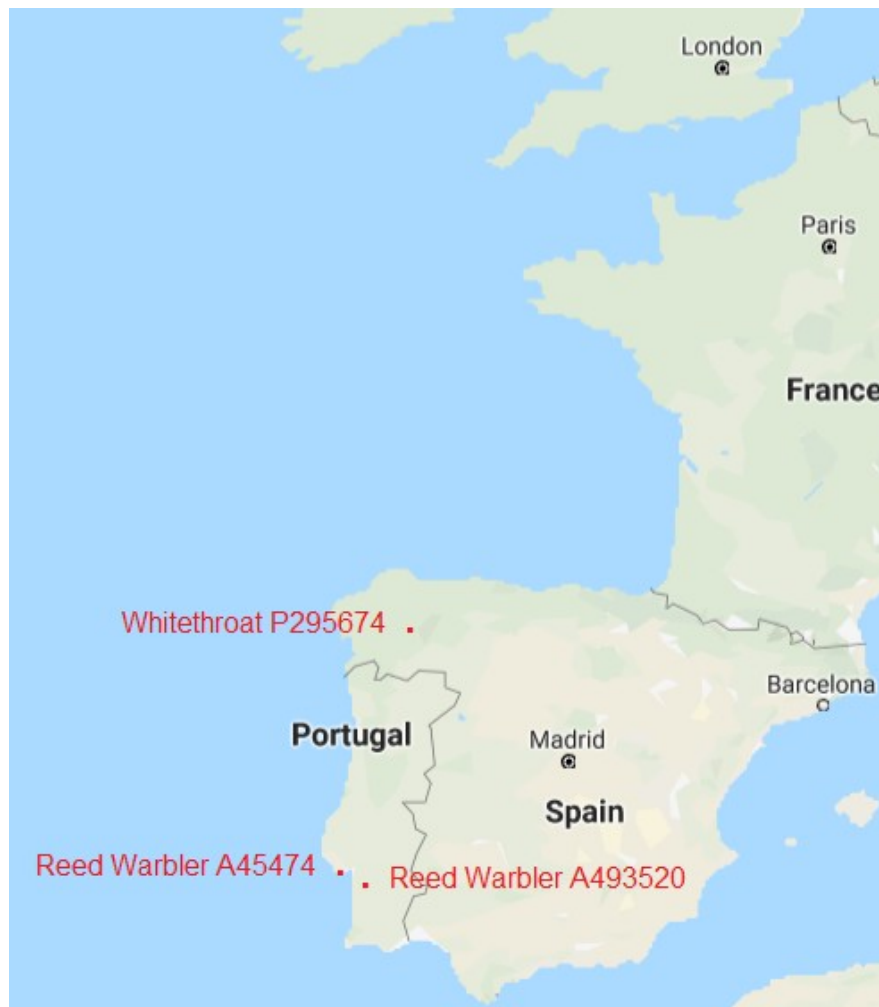 London
Paris
France
Whitethroat P295674
Barcelona
Portugal
Madrid
Spain
Reed Warbler A45474
Reed Warbler A493520